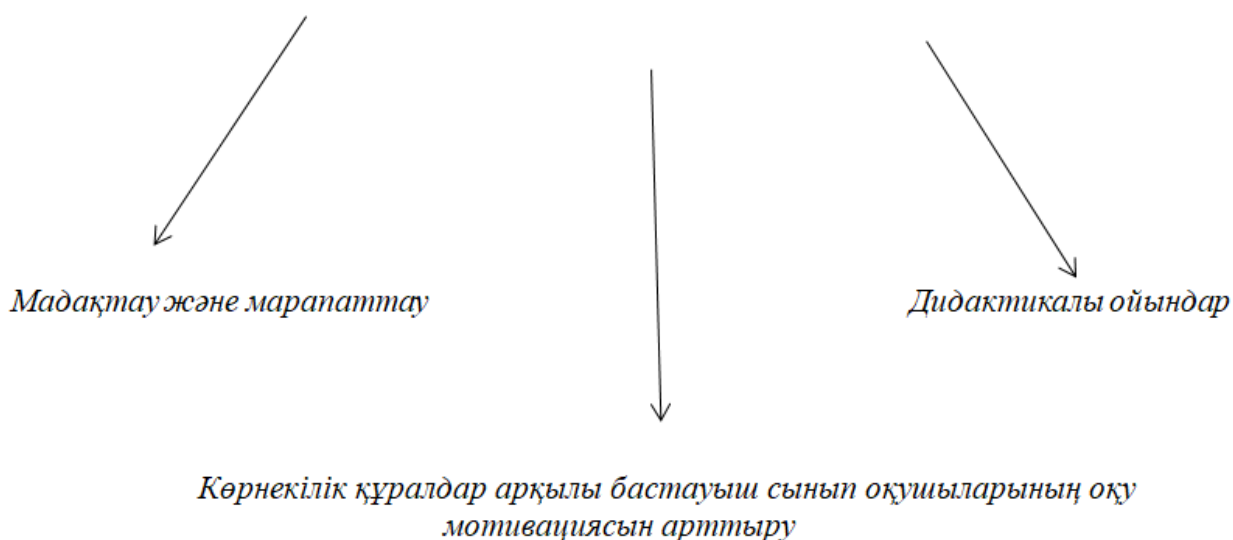 Мадақтау және марапаттау
Дидактикалы ойындар
Көрнекілік құралдар арқылы бастауыш сынып оқушыларының оқу
мотивациясын арттыру